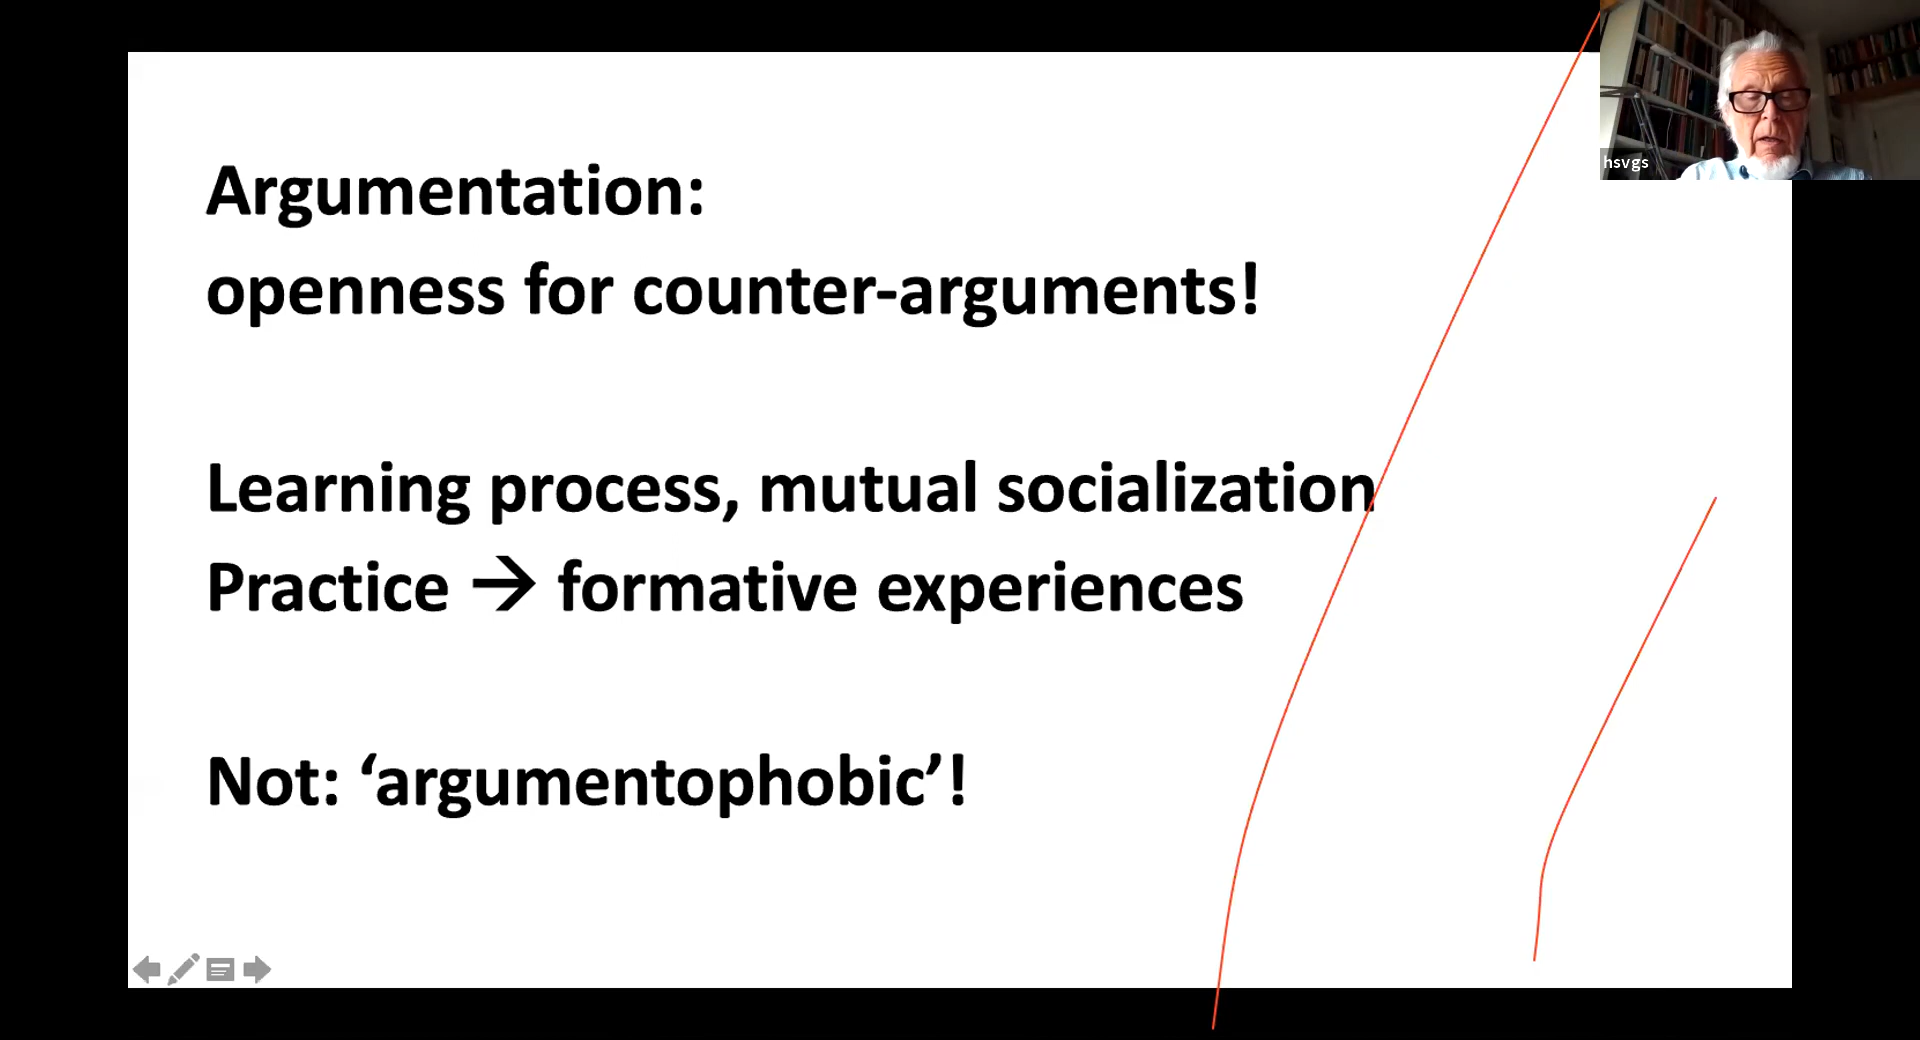 Argumentation:
openness for counter-arguments!
Learning process, mutual socialization
Practice → formative experiences
Not: ‘argumentophobic’!
hsvgs